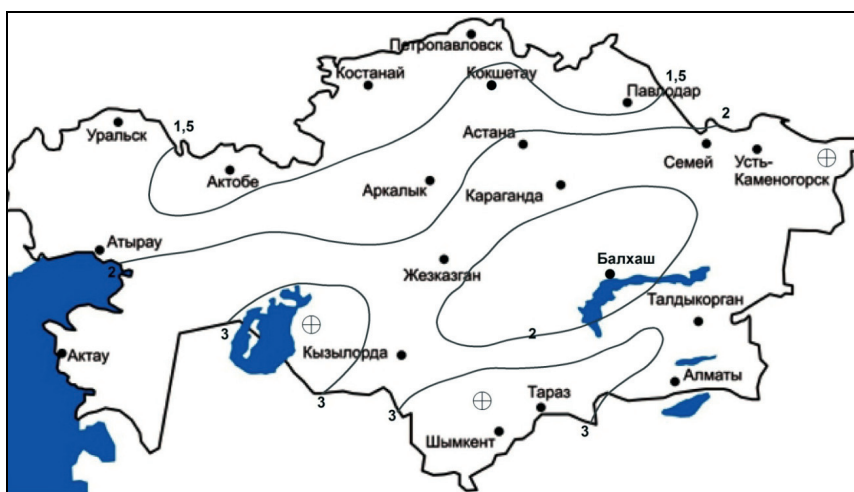 Петропавловск
Костанай
Кокшетау
1,5
Павлодар
1,5
Уральск
2
Астана
Актобе
Семей
Усть-
Каменогорск
Аркалык
Караганда
Атырау
2
Жезказган
Балхаш
Талдыкорган
3
2
Актау
Кызылорда
Алматы
3
3
Тараз
3
Шымкент